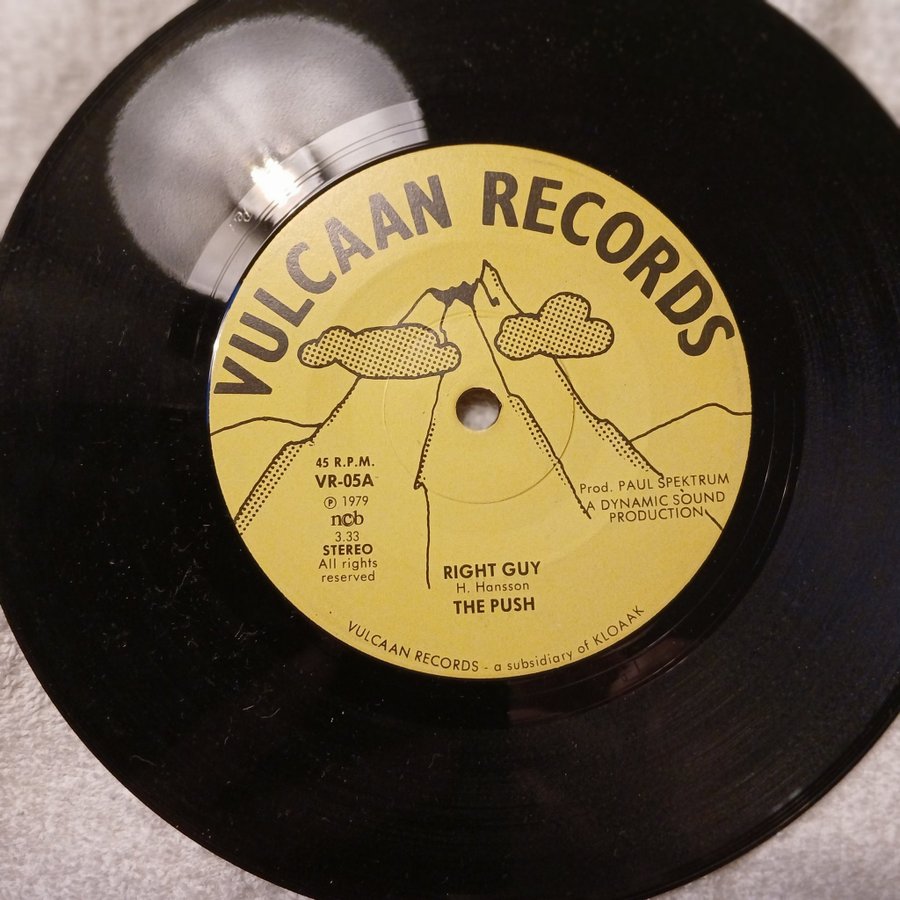 VULCAAN RECORDS
45 R.P.M.
VR-05A
Ⓟ 1979
ncb
3.33
STEREO
All rights
reserved
Prod. PAUL SPEKTRUM
A DYNAMIC SOUND
PRODUCTION
RIGHT GUY
H. Hansson
THE PUSH
VULCAAN RECORDS - a subsidiary of KLOAAK